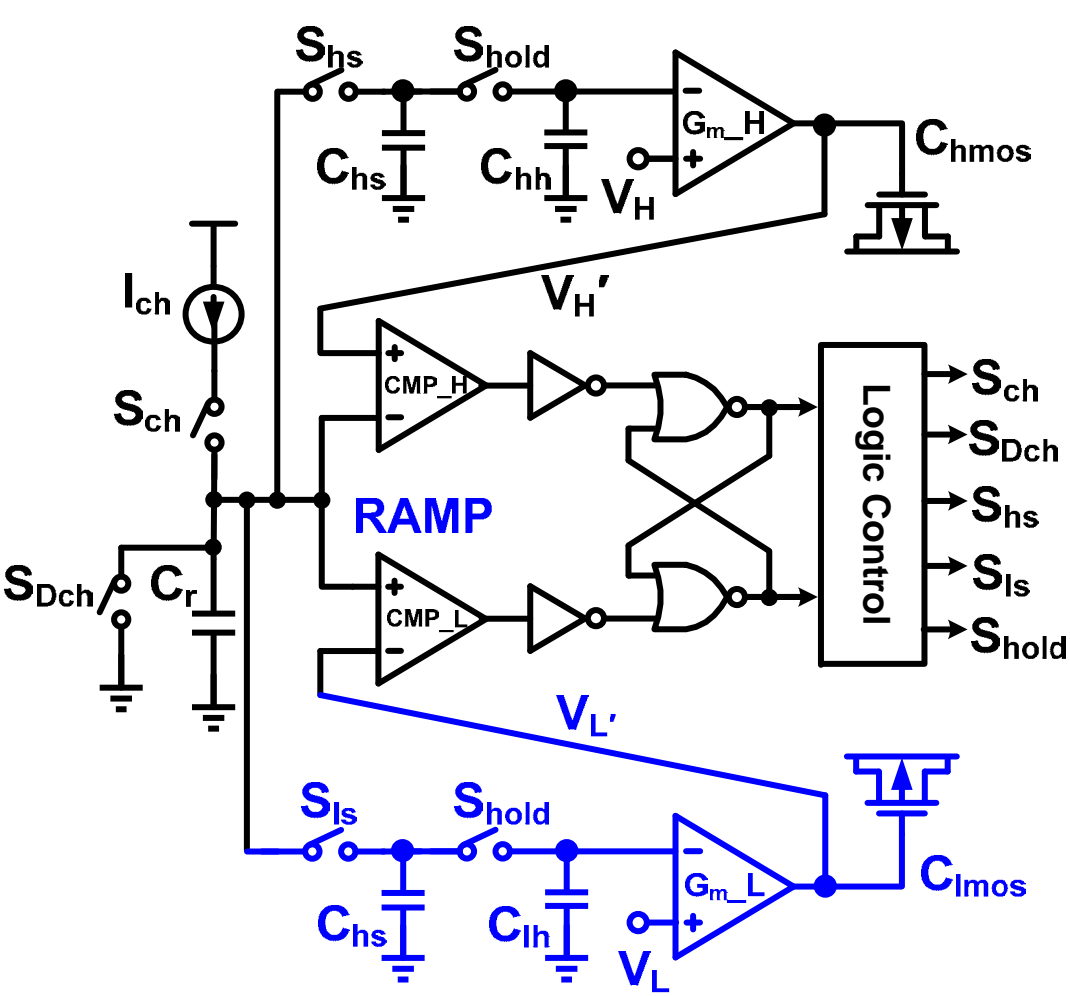 Shs
Shold
Gm_H
Chmos
Chs
Chh
VH
Ich
VH′
CMP_H
Sch
Logic Control
Sch
SDch
Shs
Sls
Shold
RAMP
SDch
Cr
CMP_L
VL′
Sls
Shold
Gm_L
Clmos
Chs
Clh
VL